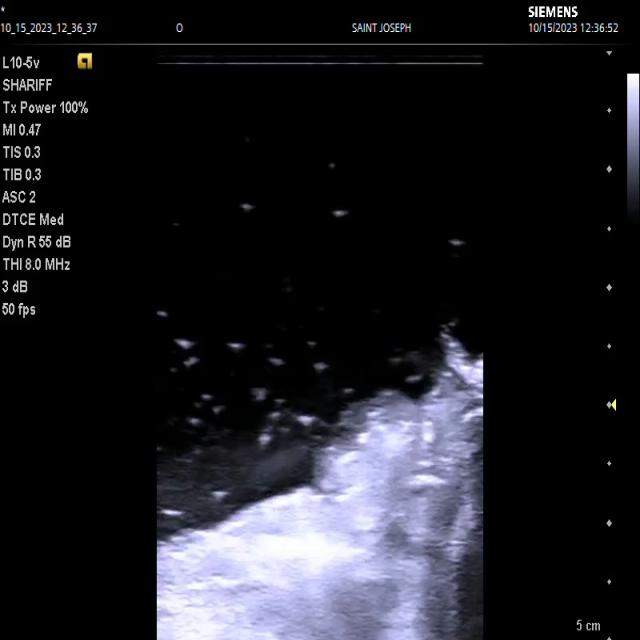 *
SIEMENS
10_15_2023_12_36_37 O SAINT JOSEPH 10/15/2023 12:36:52
L10-5v
SHARIFF
Tx Power 100%
MI 0.47
TIS 0.3
TIB 0.3
ASC 2
DTCE Med
Dyn R 55 dB
THI 8.0 MHz
3 dB
50 fps
5 cm